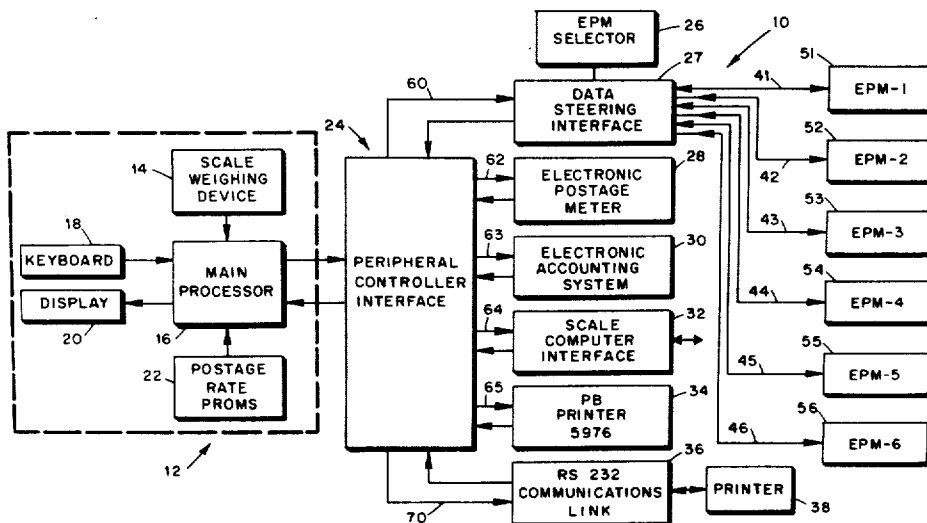 EPM
SELECTOR
26
10
27
51
60
DATA
STEERING
INTERFACE
41
EPM-1
24
52
EPM-2
42
14
SCALE
WEIGHING
DEVICE
62
28
ELECTRONIC
POSTAGE
METER
53
43
EPM-3
18
KEYBOARD
MAIN
PROCESSOR
PERIPHERAL
CONTROLLER
INTERFACE
63
30
ELECTRONIC
ACCOUNTING
SYSTEM
54
44
EPM-4
DISPLAY
20
16
64
32
SCALE
COMPUTER
INTERFACE
55
45
EPM-5
22
POSTAGE
RATE
PROMS
65
34
PB
PRINTER
5976
56
46
EPM-6
12
36
RS 232
COMMUNICATIONS
LINK
70
PRINTER
38